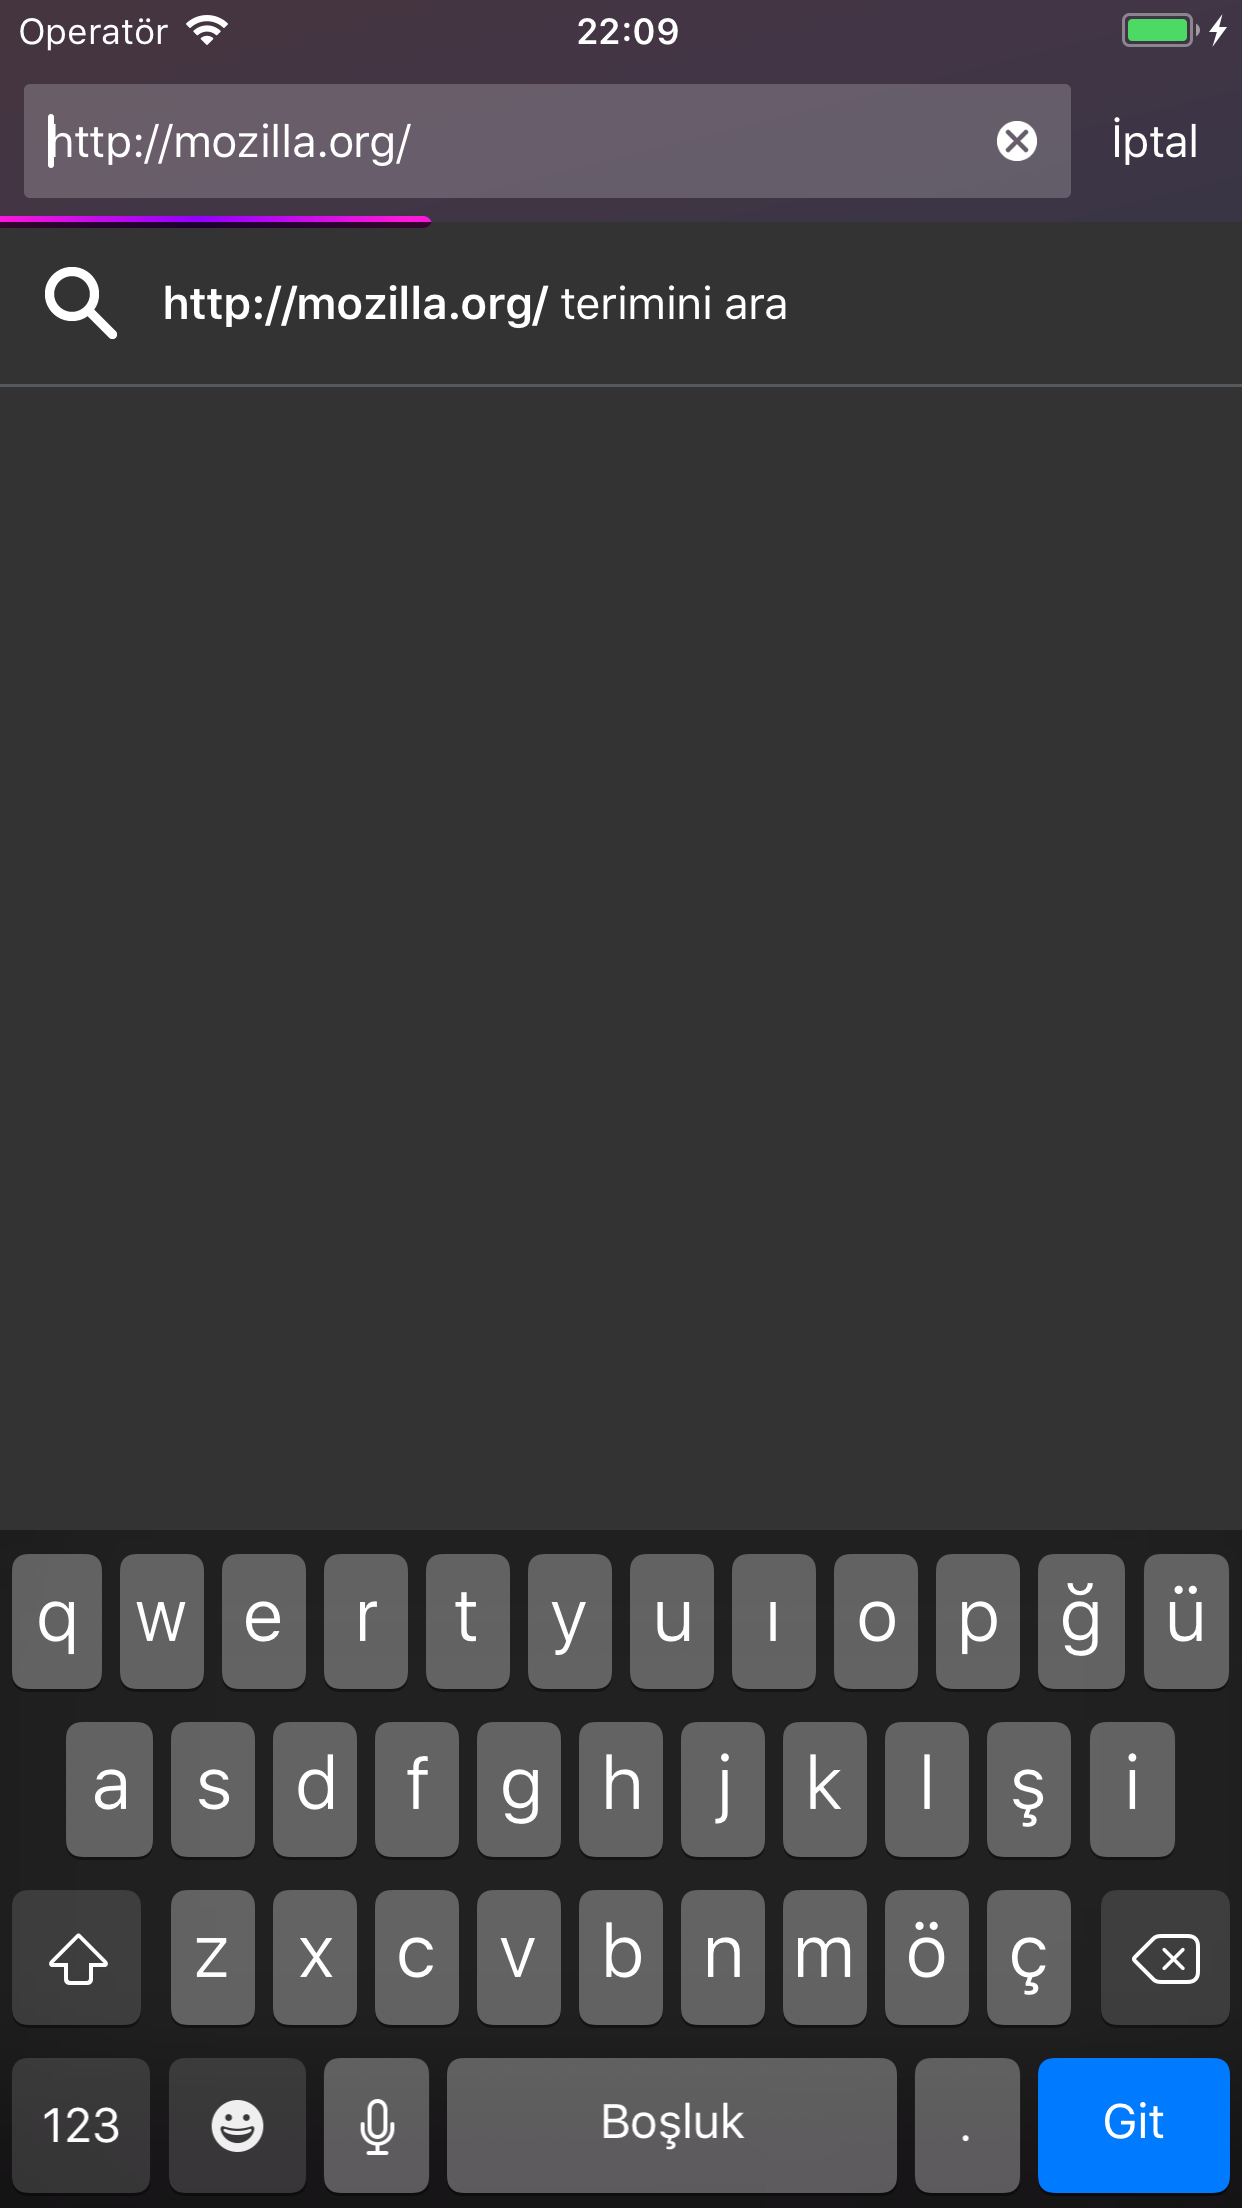 Operatör 22:09
http://mozilla.org/ İptal
http://mozilla.org/ terimini ara
q w e r t y u ı o p ğ ü
a s d f g h j k l ş i
z x c v b n m ö ç
123 Boşluk . Git